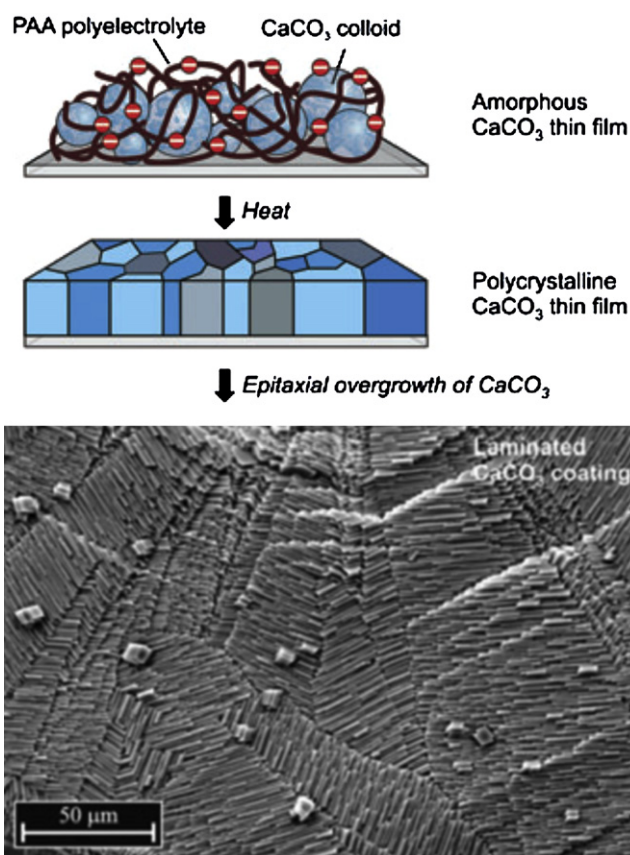 PAA polyelectrolyte
CaCO₃ colloid
Amorphous
CaCO₃ thin film
Heat
Polycrystalline
CaCO₃ thin film
Epitaxial overgrowth of CaCO₃
Laminated
CaCO₃ coating
50 µm